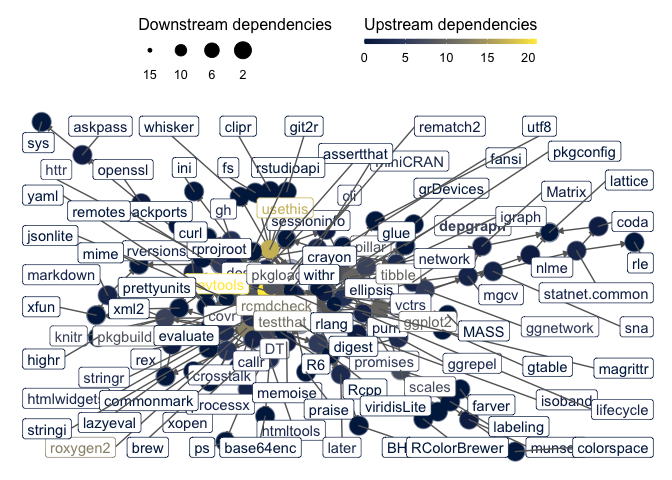 Downstream dependencies
Upstream dependencies
15 10 6 2
0 5 10 15 21
askpass whisker clipr git2r rematch2 utf8
sys assertthat pkgconfig
httr openssl ini fs rstudioapi miniCRAN fansi
yaml cli grDevices Matrix lattice
remotes backports gh usethis sessioninfo igraph coda
jsonlite curl glue depgraph
mime rversions rprojroot crayon pillar network nlme rle
markdown pkgload withr tibble
prettyunits devtools ellipsis mgcv statnet.common
xfun xml2 covr rcmdcheck vctrs
knitr pkgbuild evaluate testthat rlang purrr ggplot2 MASS ggnetwork sna
highr rex DT digest
callr R6 promises ggrepel gtable magrittr
stringr crosstalk
htmlwidgets commonmark processx memoise Rcpp scales isoband
praise viridisLite farver lifecycle
stringi lazyeval xopen htmltools labeling
roxygen2 brew ps base64enc later BH RColorBrewer munsell colorspace